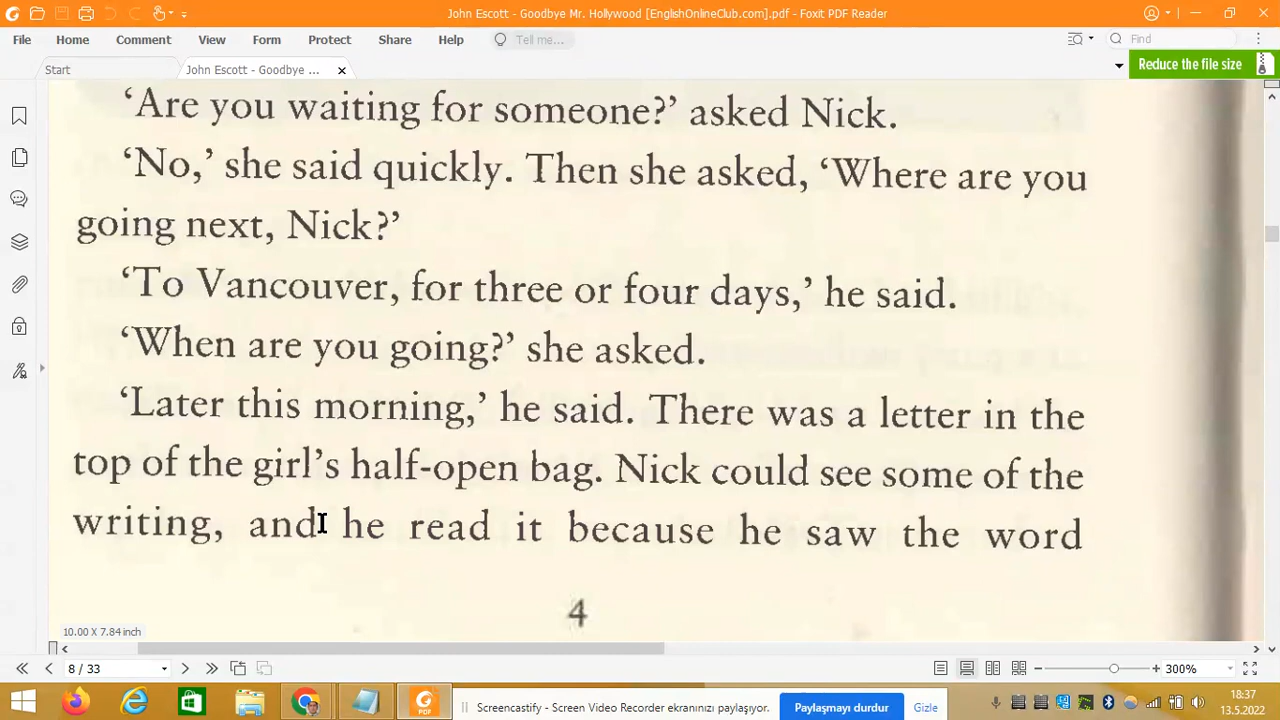 John Escott - Goodbye Mr. Hollywood [EnglishOnlineClub.com].pdf - Foxit PDF Reader
File Home Comment View Form Protect Share Help Tell me... Find
Start John Escott - Goodbye ... Reduce the file size
‘Are you waiting for someone?’ asked Nick.
‘No,’ she said quickly. Then she asked, ‘Where are you
going next, Nick?’
‘To Vancouver, for three or four days,’ he said.
‘When are you going?’ she asked.
‘Later this morning,’ he said. There was a letter in the
top of the girl’s half-open bag. Nick could see some of the
writing, and he read it because he saw the word
4
10.00 X 7.84 inch
8 / 33 300%
PDF Screencastify - Screen Video Recorder ekranınızı paylaşıyor. Paylaşmayı durdur Gizle 18:37
13.5.2022